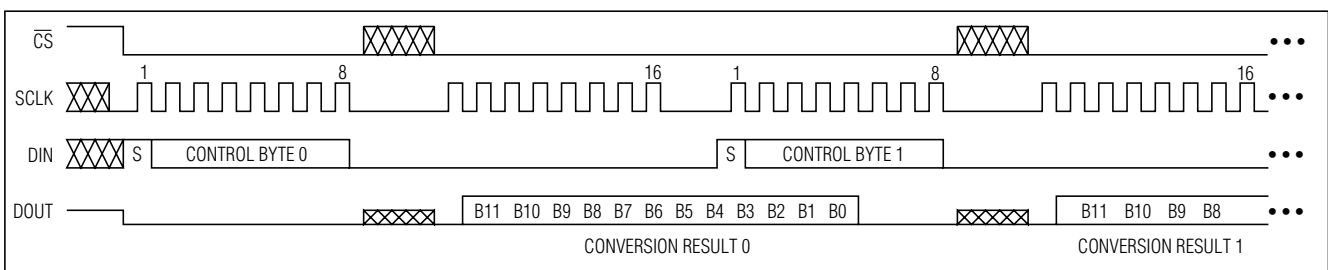 CS
1 8 16 1 8 16
SCLK
DIN S CONTROL BYTE 0 S CONTROL BYTE 1
DOUT B11 B10 B9 B8 B7 B6 B5 B4 B3 B2 B1 B0 B11 B10 B9 B8
CONVERSION RESULT 0 CONVERSION RESULT 1